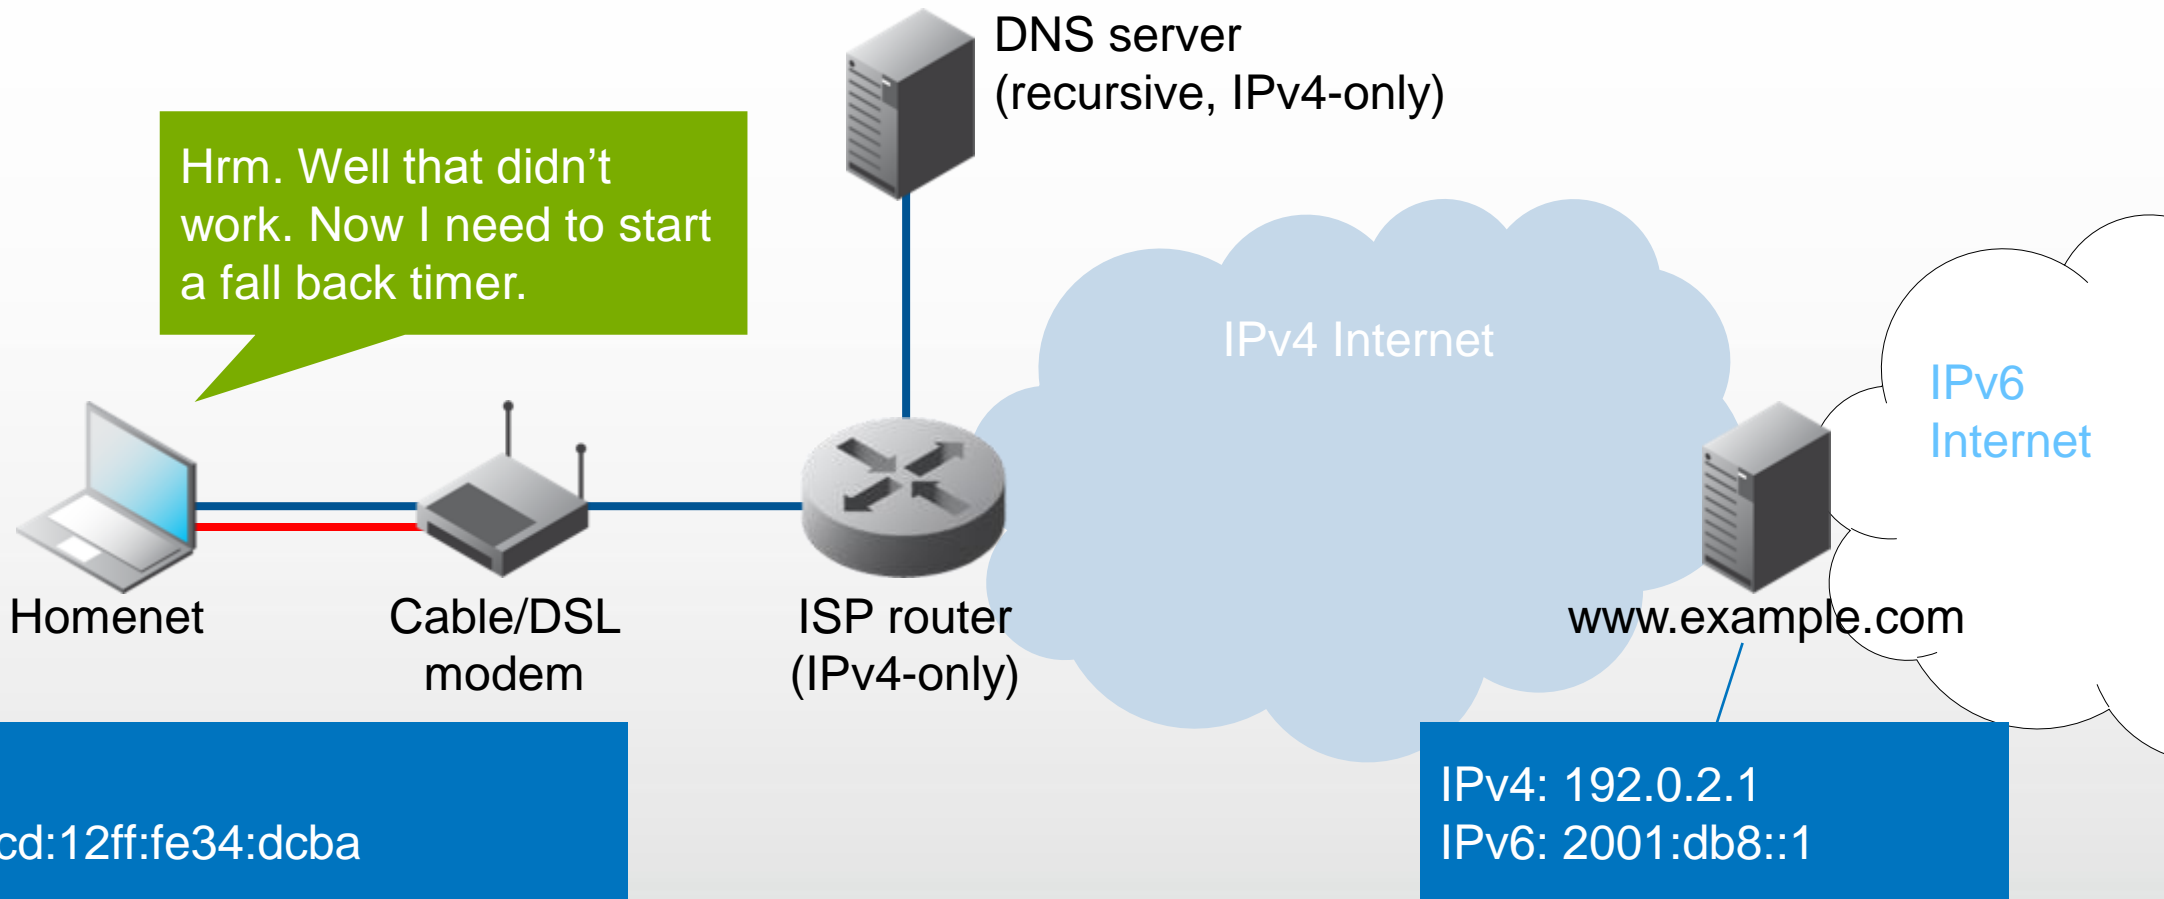 DNS server
(recursive, IPv4-only)
Hrm. Well that didn’t
work. Now I need to start
a fall back timer.
IPv4 Internet
IPv6
Internet
Homenet
Cable/DSL
modem
ISP router
(IPv4-only)
www.example.com
cd:12ff:fe34:dcba
IPv4: 192.0.2.1
IPv6: 2001:db8::1